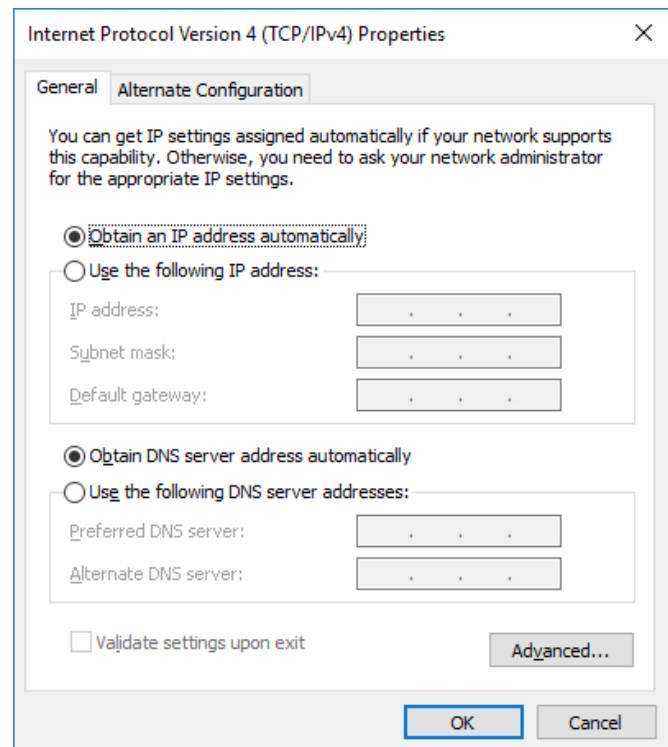 Internet Protocol Version 4 (TCP/IPv4) Properties
General
Alternate Configuration
You can get IP settings assigned automatically if your network supports
this capability. Otherwise, you need to ask your network administrator
for the appropriate IP settings.
Obtain an IP address automatically
Use the following IP address:
IP address:
Subnet mask:
Default gateway:
Obtain DNS server address automatically
Use the following DNS server addresses:
Preferred DNS server:
Alternate DNS server:
Validate settings upon exit
Advanced...
OK
Cancel